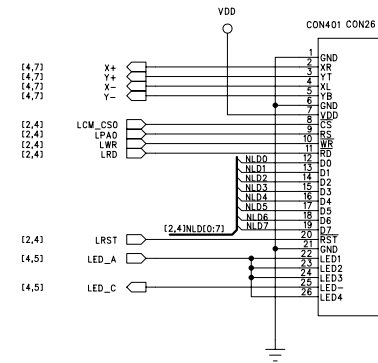 VDD
CON401 CON26
1 GND
[4,7] X+ 2 XR
[4,7] Y+ 3 YT
[4,7] X- 4 XL
[4,7] Y- 5 YB
6 GND
7 VDD
[2,4] LCM_CS0 8 CS
[2,4] LPA0 9 RS
[2,4] LWR 10 WR
[2,4] LRD 11 RD
NLD0 12 D0
NLD1 13 D1
NLD2 14 D2
NLD3 15 D3
NLD4 16 D4
NLD5 17 D5
NLD6 18 D6
NLD7 19 D7
[2,4]NLD[0:7]
[2,4] LRST 20 RST
21 GND
[4,5] LED_A 22 LED1
23 LED2
24 LED3
[4,5] LED_C 25 LED-
26 LED4